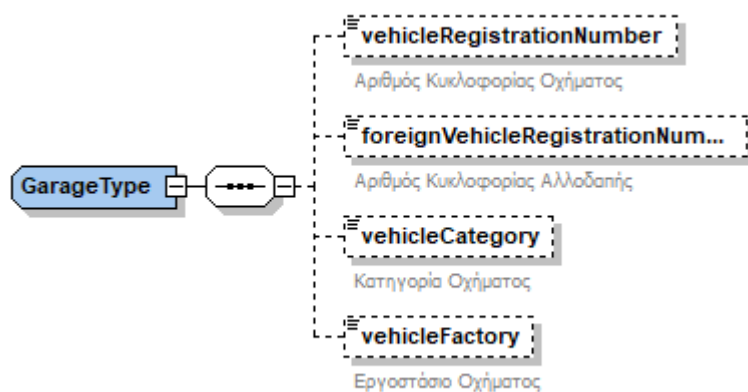 vehicleRegistrationNumber
Αριθμός Κυκλοφορίας Οχήματος
foreignVehicleRegistrationNum...
Αριθμός Κυκλοφορίας Αλλοδαπής
GarageType
vehicleCategory
Κατηγορία Οχήματος
vehicleFactory
Εργοστάσιο Οχήματος